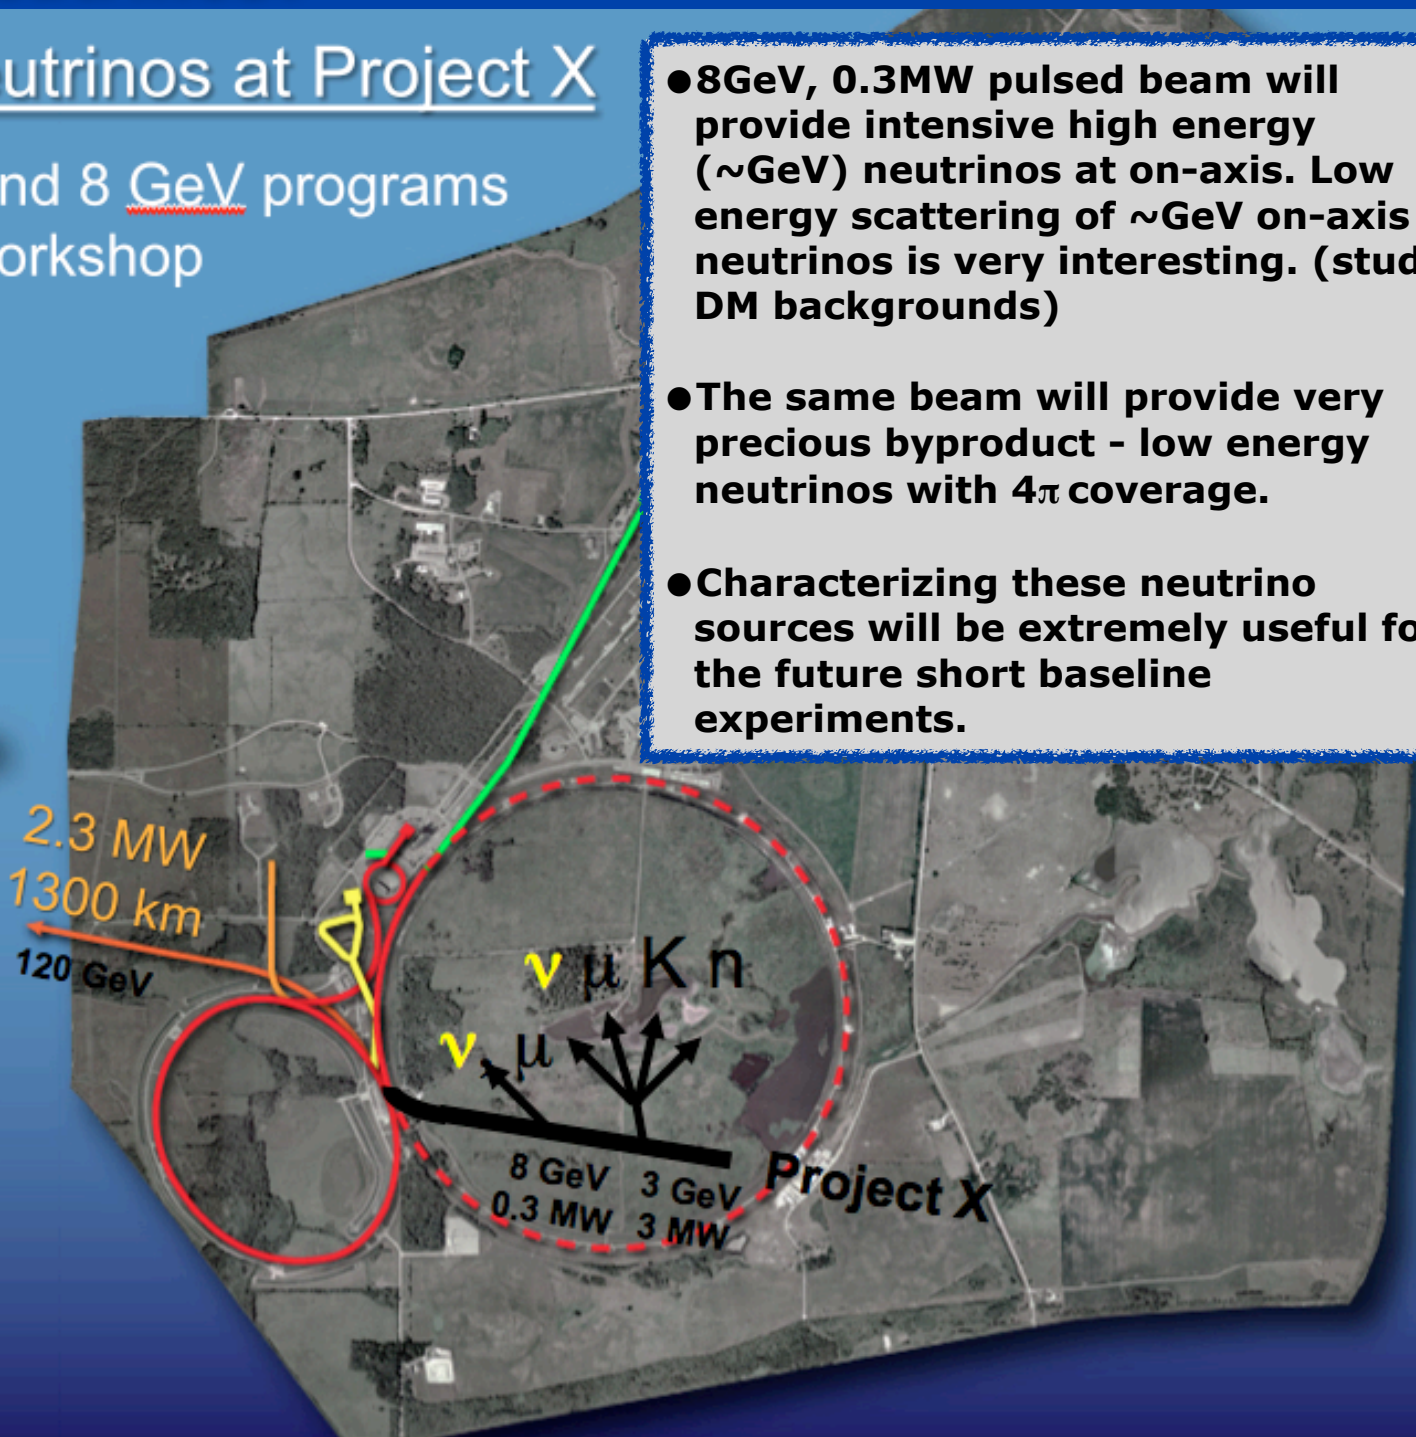 utrinos at Project X
nd 8 GeV programs
orkshop
●8GeV, 0.3MW pulsed beam will
provide intensive high energy
(~GeV) neutrinos at on-axis. Low
energy scattering of ~GeV on-axis
neutrinos is very interesting. (stud
DM backgrounds)
●The same beam will provide very
precious byproduct - low energy
neutrinos with 4π coverage.
●Characterizing these neutrino
sources will be extremely useful fo
the future short baseline
experiments.
2.3 MW
1300 km
120 GeV
ν μ K n
ν μ
8 GeV 3 GeV
0.3 MW 3 MW
Project X